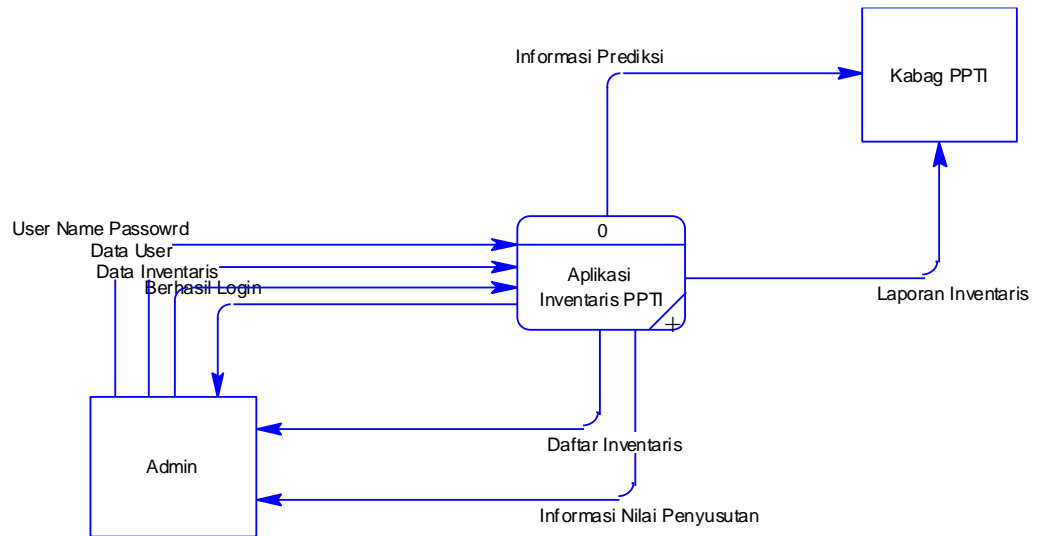 Informasi Prediksi
Kabag PPTI
User Name Passowrd
0
Data User
Data Inventaris
Berhasil Login
Aplikasi
Inventaris PPTI
Laporan Inventaris
Daftar Inventaris
Admin
Informasi Nilai Penyusutan